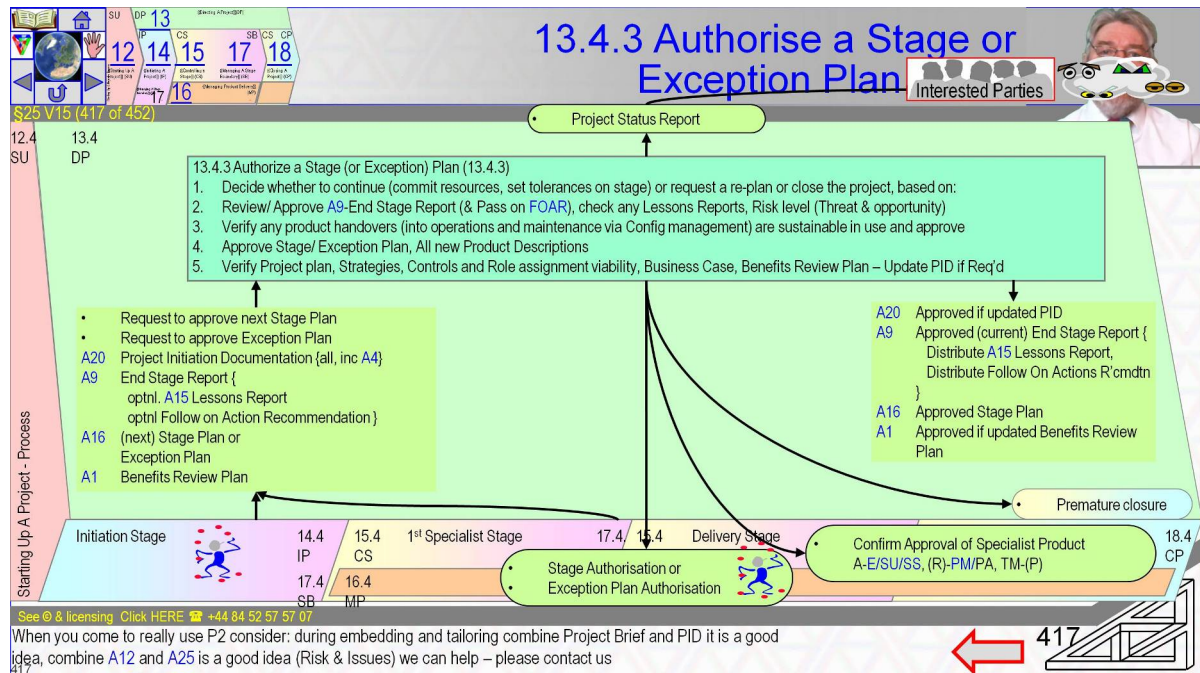 SU
DP 13
[[Directing A Project]](DP)
IP
CS
SB
CS CP
12
14
15
17
18
17
16
13.4.3 Authorise a Stage or
Exception Plan
Interested Parties
§25 V15 (417 of 452)
Project Status Report
12.4
SU
13.4
DP
13.4.3 Authorize a Stage (or Exception) Plan (13.4.3)
1. Decide whether to continue (commit resources, set tolerances on stage) or request a re-plan or close the project, based on:
2. Review/ Approve A9-End Stage Report (& Pass on FOAR), check any Lessons Reports, Risk level (Threat & opportunity)
3. Verify any product handovers (into operations and maintenance via Config management) are sustainable in use and approve
4. Approve Stage/ Exception Plan, All new Product Descriptions
5. Verify Project plan, Strategies, Controls and Role assignment viability, Business Case, Benefits Review Plan – Update PID if Req'd
• Request to approve next Stage Plan
• Request to approve Exception Plan
A20 Project Initiation Documentation {all, inc A4}
A9 End Stage Report {
optnl. A15 Lessons Report
optnl Follow on Action Recommendation }
A16 (next) Stage Plan or
Exception Plan
A1 Benefits Review Plan
A20 Approved if updated PID
A9 Approved (current) End Stage Report {
Distribute A15 Lessons Report,
Distribute Follow On Actions R'cmdtn
}
A16 Approved Stage Plan
A1 Approved if updated Benefits Review
Plan
Starting Up A Project - Process
• Premature closure
Initiation Stage
14.4
IP
17.4
SB
15.4
CS
16.4
MP
1st Specialist Stage
17.4,
15.4
Delivery Stage
• Stage Authorisation or
• Exception Plan Authorisation
• Confirm Approval of Specialist Product
A-E/SU/SS, (R)-PM/PA, TM-(P)
18.4
CP
See © & licensing Click HERE ☎ +44 84 52 57 57 07
When you come to really use P2 consider: during embedding and tailoring combine Project Brief and PID it is a good
idea, combine A12 and A25 is a good idea (Risk & Issues) we can help – please contact us
417
417